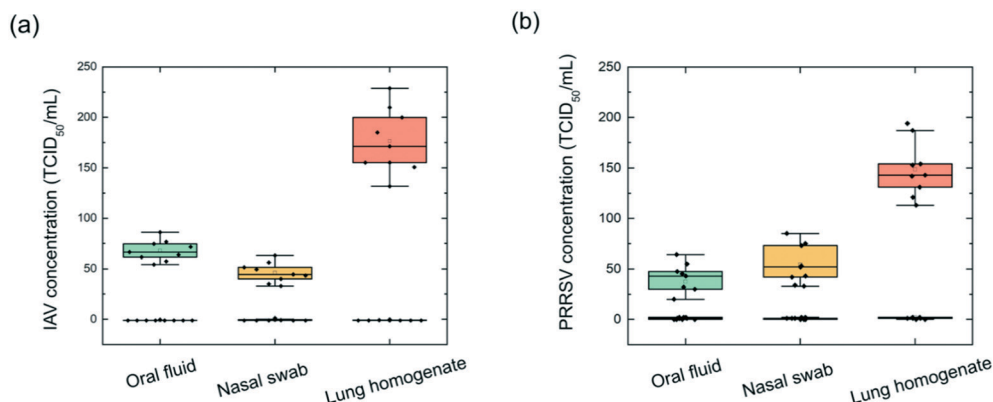 (a)
IAV concentration (TCID50/mL)
250
200
150
100
50
0
Oral fluid
Nasal swab
Lung homogenate
(b)
PRRSV concentration (TCID50/mL)
250
200
150
100
50
0
Oral fluid
Nasal swab
Lung homogenate